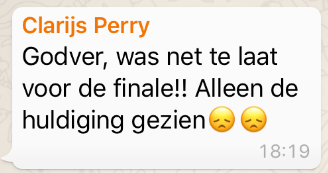 Clarijs Perry
Godver, was net te laat
voor de finale!! Alleen de
huldiging gezien😞😞
18:19